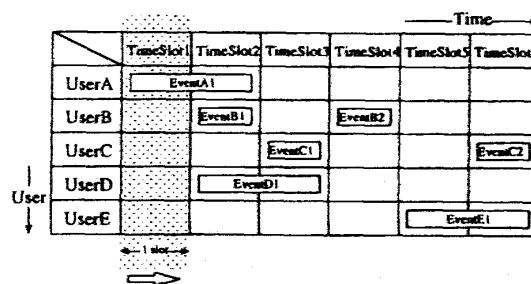 Time
TimeSlot1 TimeSlot2 TimeSlot3 TimeSlot4 TimeSlot5 TimeSlot
UserA EventA1
UserB EventB1 EventB2
UserC EventC1 EventC2
User
UserD EventD1
UserE EventE1
1 slot